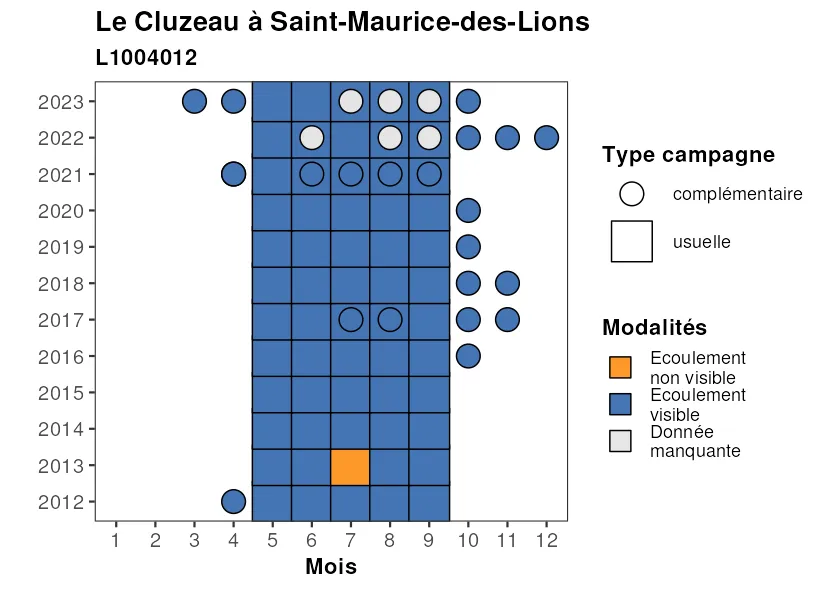 Le Cluzeau à Saint-Maurice-des-Lions
L1004012
2023
2022
2021
2020
2019
2018
2017
2016
2015
2014
2013
2012
1 2 3 4 5 6 7 8 9 10 11 12
Mois
Type campagne
complémentaire
usuelle
Modalités
Ecoulement
non visible
Ecoulement
visible
Donnée
manquante